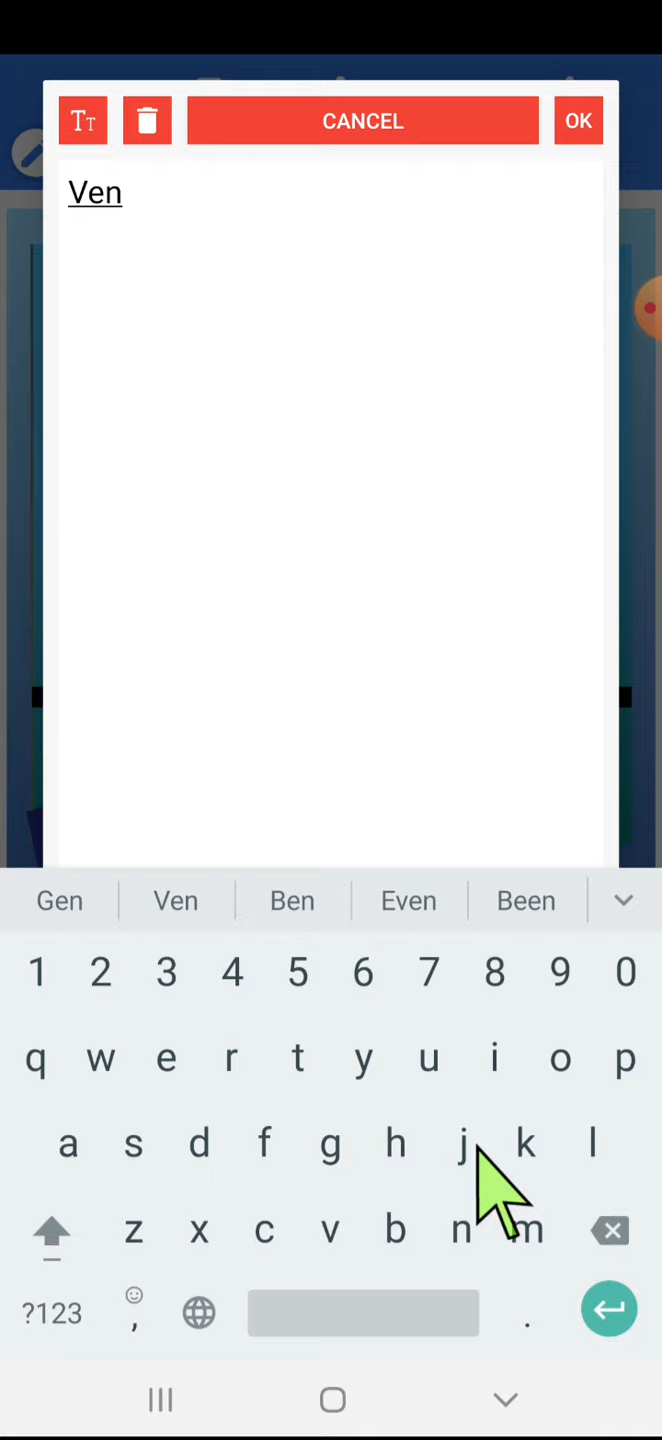 TT CANCEL OK
Ven
Gen Ven Ben Even Been
1 2 3 4 5 6 7 8 9 0
q w e r t y u i o p
a s d f g h j k l
z x c v b n m
?123 , .